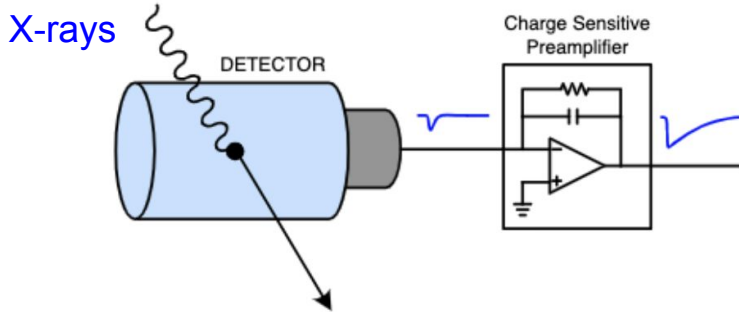 X-rays
DETECTOR
Charge Sensitive
Preamplifier
−
+